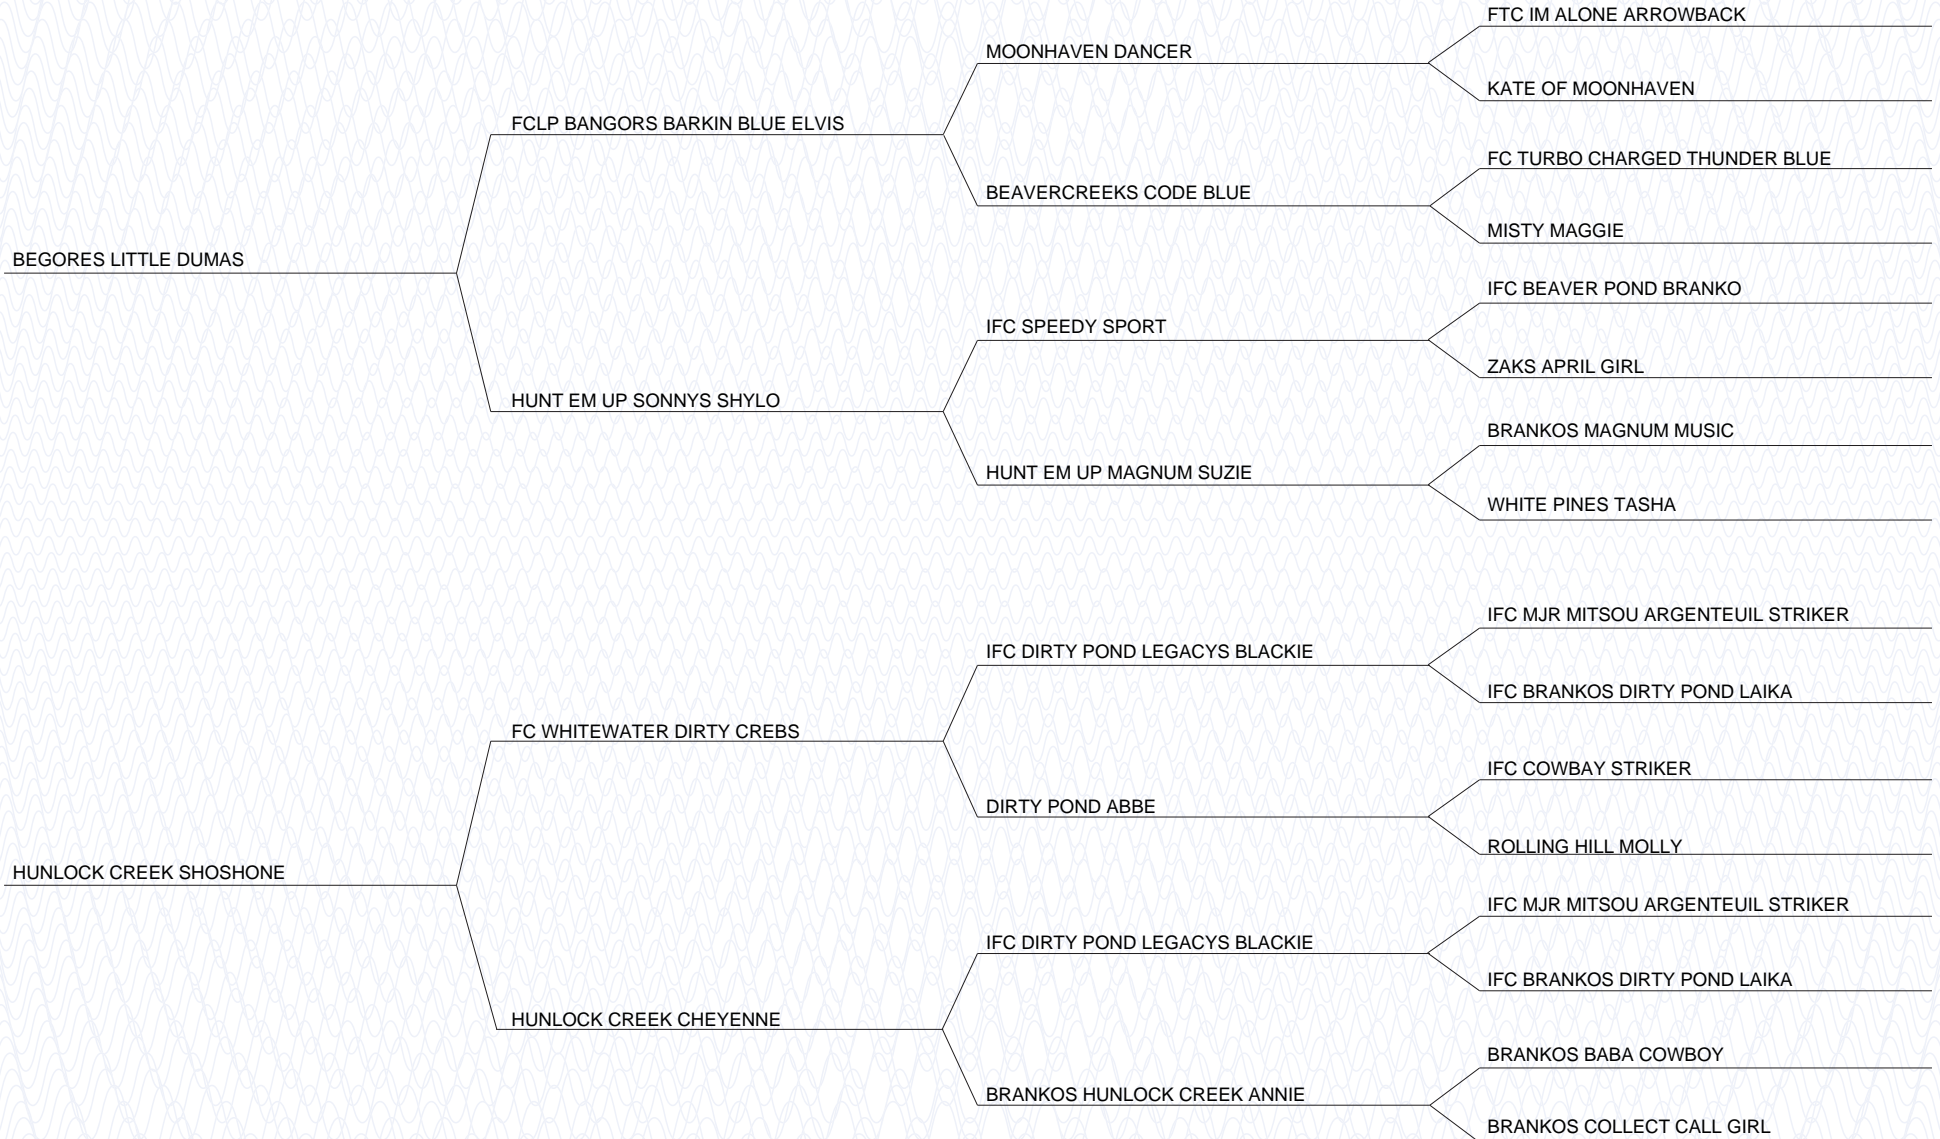 FTC IM ALONE ARROWBACK
MOONHAVEN DANCER
KATE OF MOONHAVEN
FCLP BANGORS BARKIN BLUE ELVIS
FC TURBO CHARGED THUNDER BLUE
BEAVERCREEKS CODE BLUE
MISTY MAGGIE
BEGORES LITTLE DUMAS
IFC BEAVER POND BRANKO
IFC SPEEDY SPORT
ZAKS APRIL GIRL
HUNT EM UP SONNYS SHYLO
BRANKOS MAGNUM MUSIC
HUNT EM UP MAGNUM SUZIE
WHITE PINES TASHA
IFC MJR MITSOU ARGENTEUIL STRIKER
IFC DIRTY POND LEGACYS BLACKIE
IFC BRANKOS DIRTY POND LAIKA
FC WHITEWATER DIRTY CREBS
IFC COWBAY STRIKER
DIRTY POND ABBE
ROLLING HILL MOLLY
HUNLOCK CREEK SHOSHONE
IFC MJR MITSOU ARGENTEUIL STRIKER
IFC DIRTY POND LEGACYS BLACKIE
IFC BRANKOS DIRTY POND LAIKA
HUNLOCK CREEK CHEYENNE
BRANKOS BABA COWBOY
BRANKOS HUNLOCK CREEK ANNIE
BRANKOS COLLECT CALL GIRL